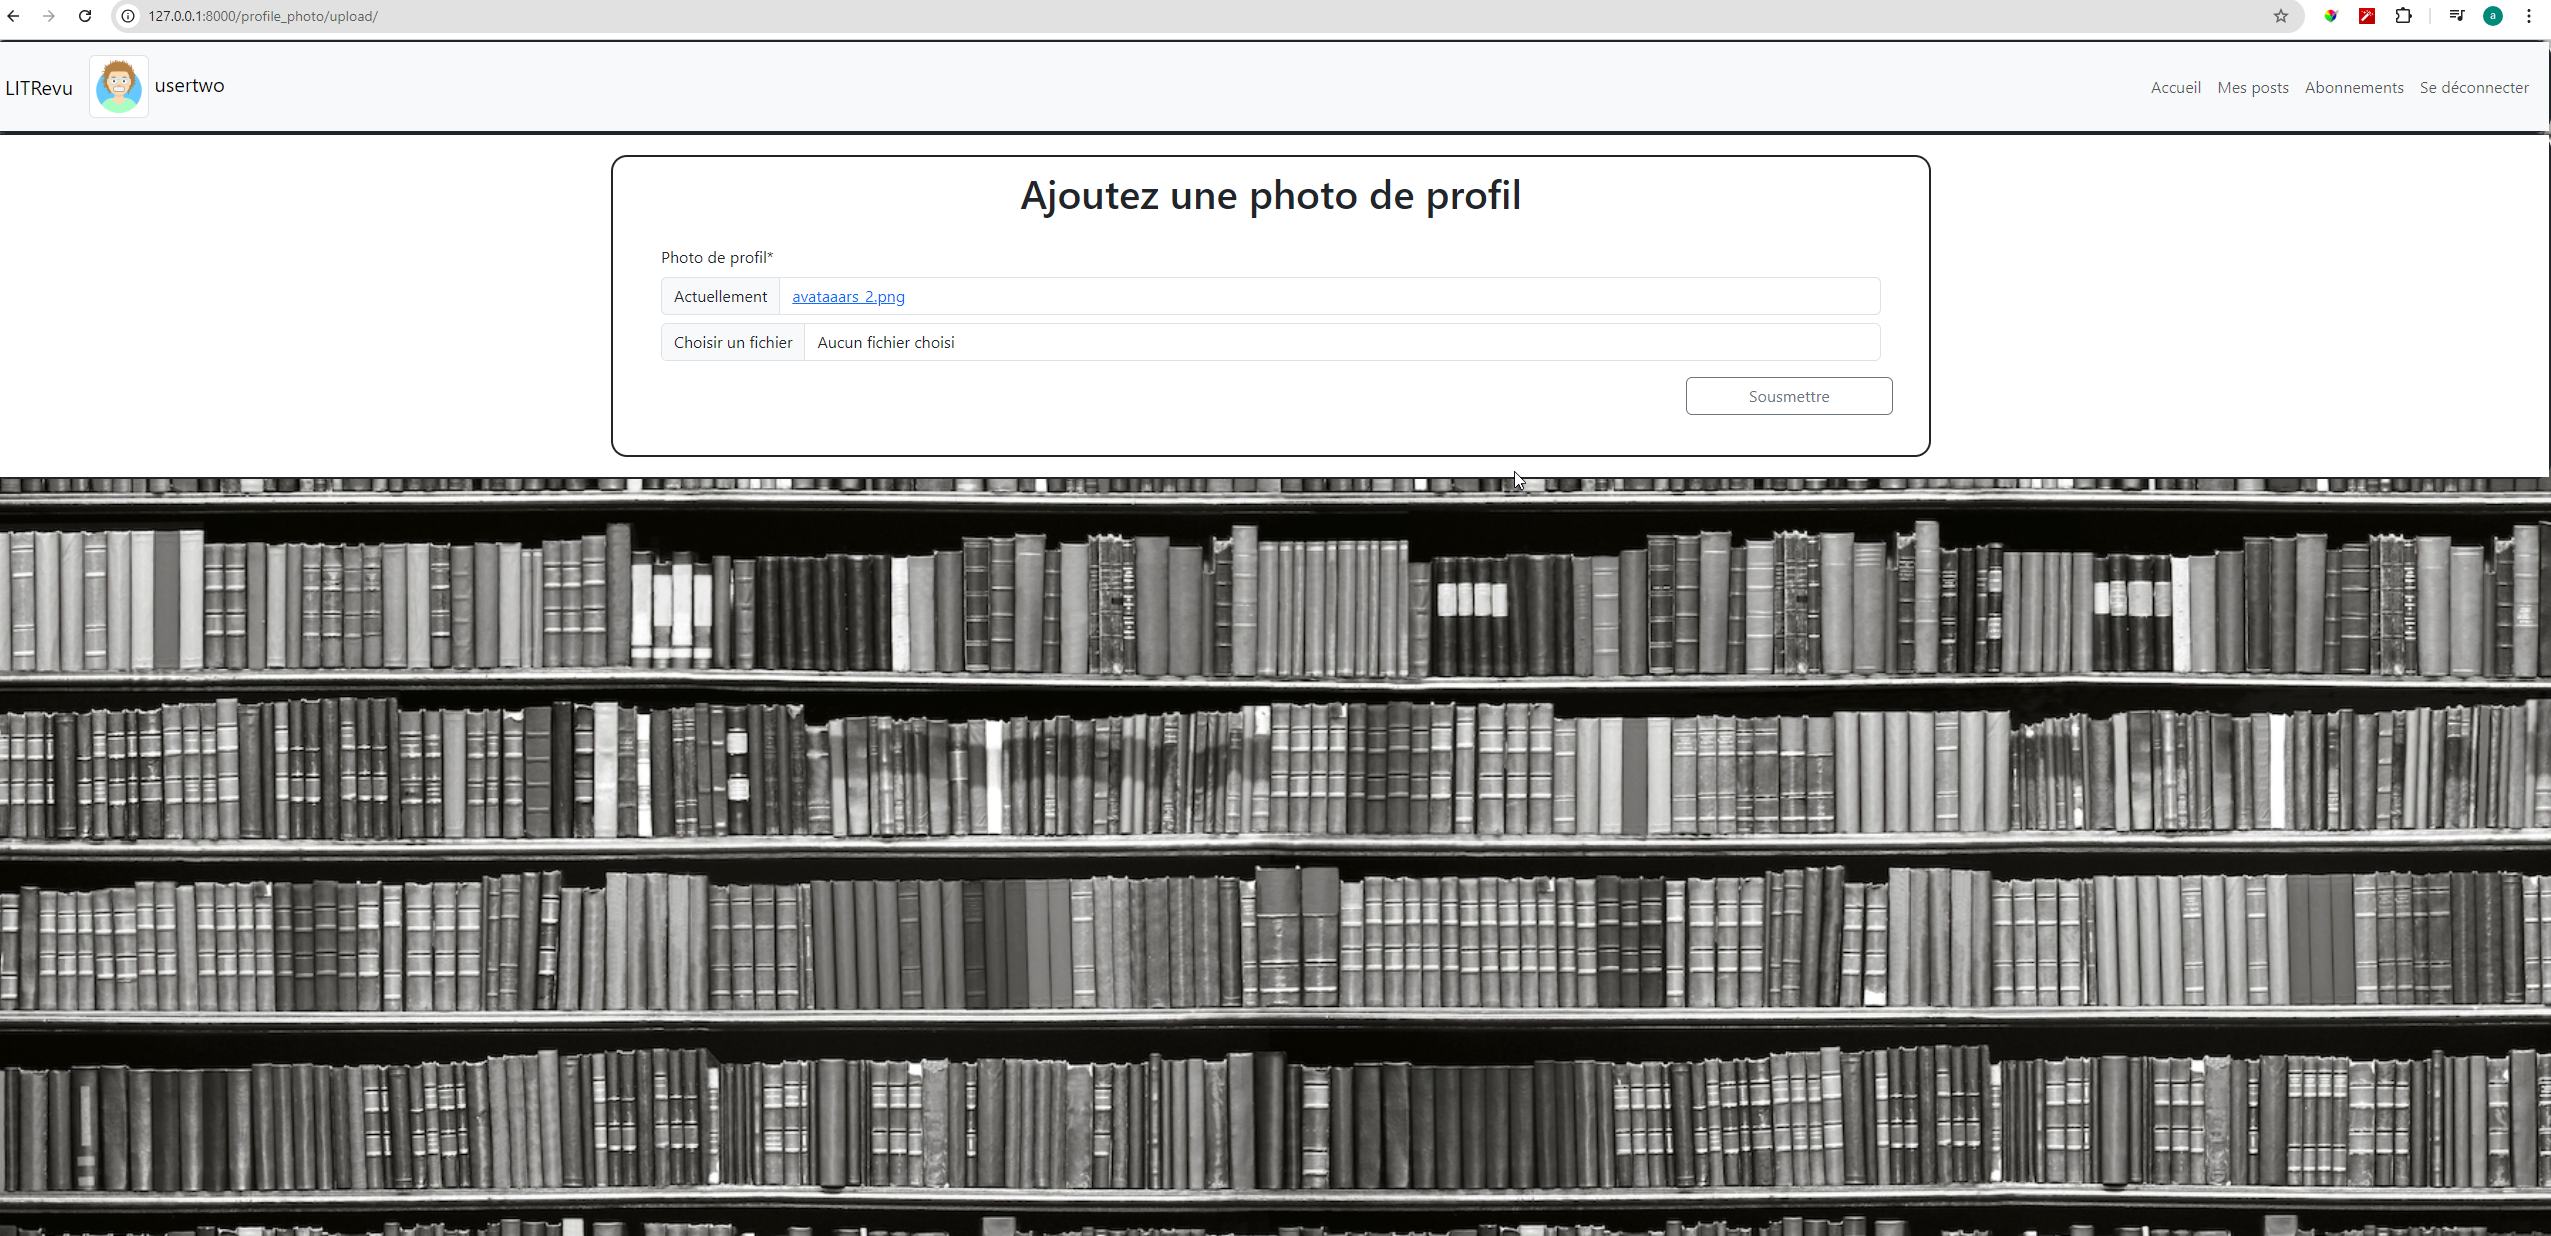 127.0.0.1:8000/profile_photo/upload/
a
LITRevu usertwo Accueil Mes posts Abonnements Se déconnecter
Ajoutez une photo de profil
Photo de profil*
Actuellement avataaars_2.png
Choisir un fichier Aucun fichier choisi
Sousmettre